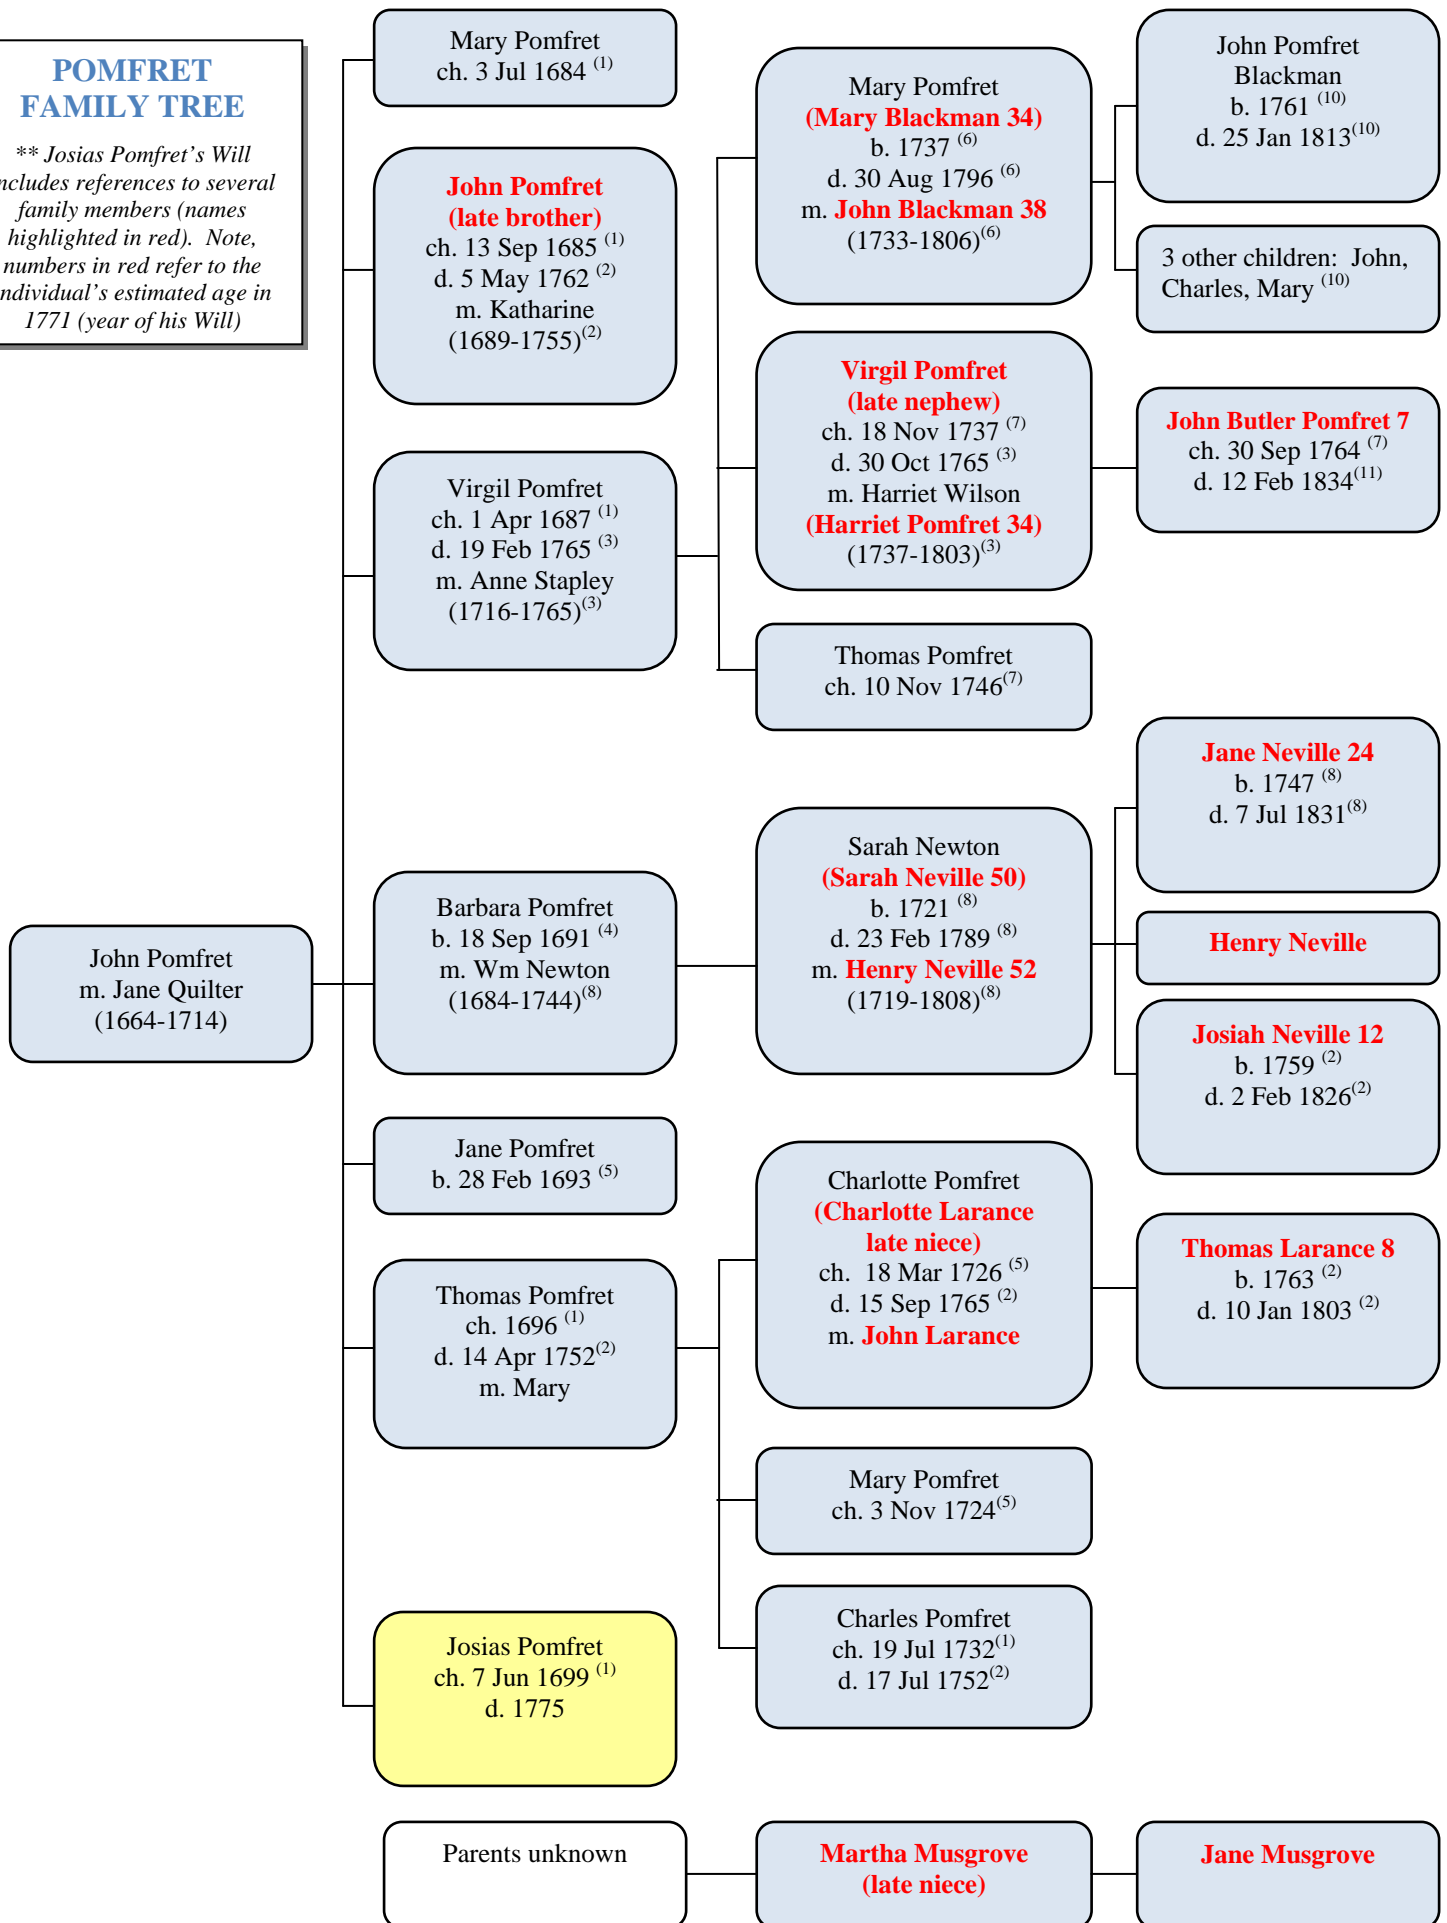 POMFRET
FAMILY TREE
** Josias Pomfret's Will
ncludes references to several
family members (names
highlighted in red). Note,
numbers in red refer to the
ndividual's estimated age in
1771 (year of his Will)
John Pomfret
m. Jane Quilter
(1664-1714)
Mary Pomfret
ch. 3 Jul 1684 (1)
John Pomfret
(late brother)
ch. 13 Sep 1685 (1)
d. 5 May 1762 (2)
m. Katharine
(1689-1755)(2)
Virgil Pomfret
ch. 1 Apr 1687 (1)
d. 19 Feb 1765 (3)
m. Anne Stapley
(1716-1765)(3)
Barbara Pomfret
b. 18 Sep 1691 (4)
m. Wm Newton
(1684-1744)(8)
Jane Pomfret
b. 28 Feb 1693 (5)
Thomas Pomfret
ch. 1696 (1)
d. 14 Apr 1752(2)
m. Mary
Josias Pomfret
ch. 7 Jun 1699 (1)
d. 1775
Parents unknown
Mary Pomfret
(Mary Blackman 34)
b. 1737 (6)
d. 30 Aug 1796 (6)
m. John Blackman 38
(1733-1806)(6)
Virgil Pomfret
(late nephew)
ch. 18 Nov 1737 (7)
d. 30 Oct 1765 (3)
m. Harriet Wilson
(Harriet Pomfret 34)
(1737-1803)(3)
Thomas Pomfret
ch. 10 Nov 1746(7)
Sarah Newton
(Sarah Neville 50)
b. 1721 (8)
d. 23 Feb 1789 (8)
m. Henry Neville 52
(1719-1808)(8)
Charlotte Pomfret
(Charlotte Larance
late niece)
ch. 18 Mar 1726 (5)
d. 15 Sep 1765 (2)
m. John Larance
Mary Pomfret
ch. 3 Nov 1724(5)
Charles Pomfret
ch. 19 Jul 1732(1)
d. 17 Jul 1752(2)
Martha Musgrove
(late niece)
John Pomfret
Blackman
b. 1761 (10)
d. 25 Jan 1813(10)
3 other children: John,
Charles, Mary (10)
John Butler Pomfret 7
ch. 30 Sep 1764 (7)
d. 12 Feb 1834(11)
Jane Neville 24
b. 1747 (8)
d. 7 Jul 1831(8)
Henry Neville
Josiah Neville 12
b. 1759 (2)
d. 2 Feb 1826(2)
Thomas Larance 8
b. 1763 (2)
d. 10 Jan 1803 (2)
Jane Musgrove